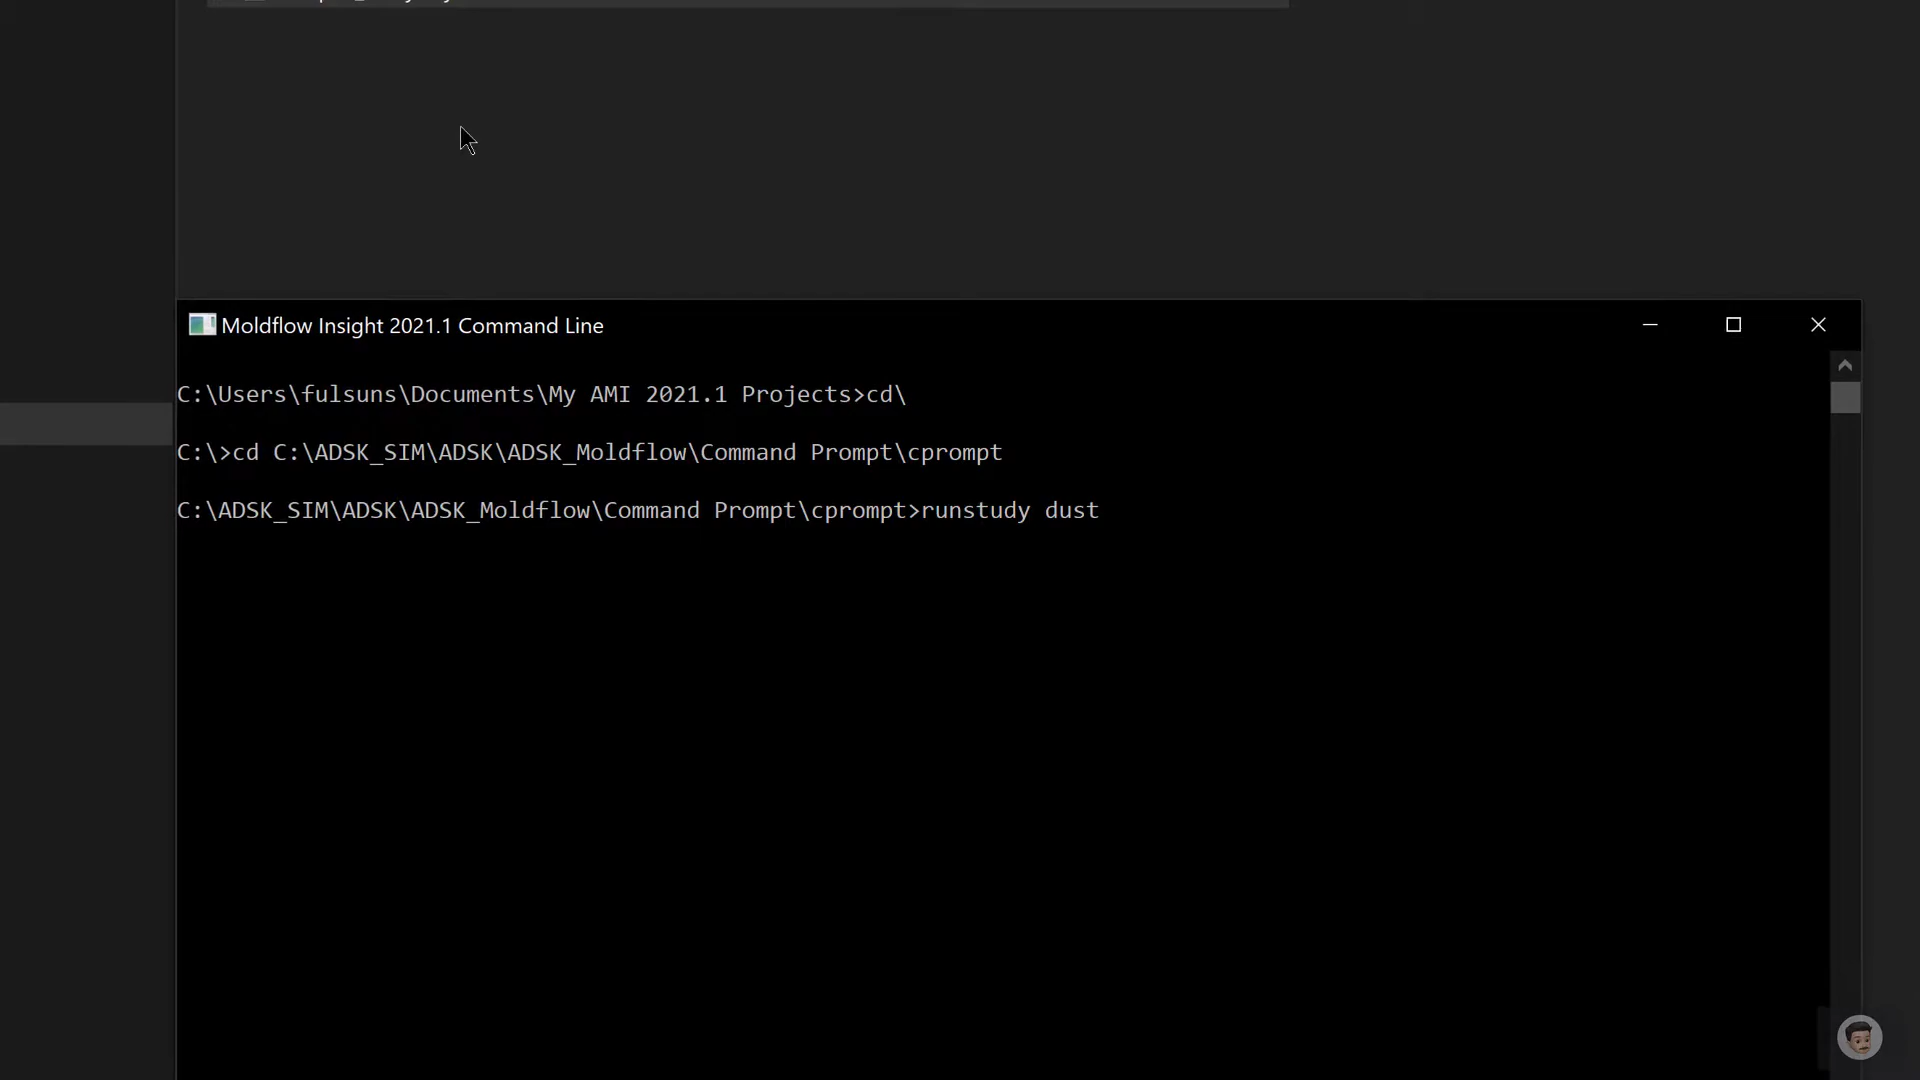 Moldflow Insight 2021.1 Command Line
C:\Users\fulsuns\Documents\My AMI 2021.1 Projects>cd\
C:\>cd C:\ADSK_SIM\ADSK\ADSK_Moldflow\Command Prompt\cprompt
C:\ADSK_SIM\ADSK\ADSK_Moldflow\Command Prompt\cprompt>runstudy dust